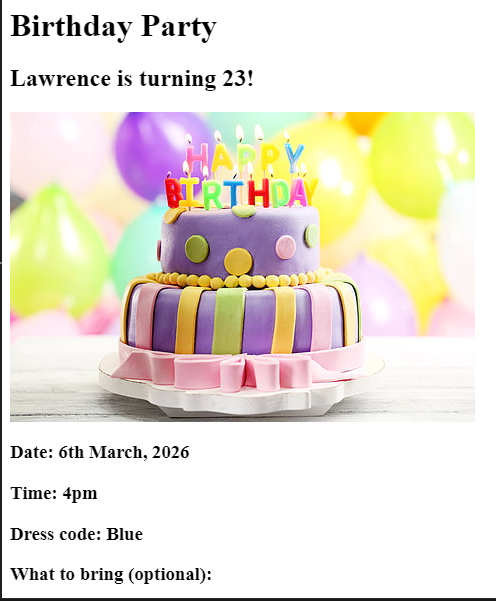 Birthday Party
Lawrence is turning 23!
HAPPY
BIRTHDAY
Date: 6th March, 2026
Time: 4pm
Dress code: Blue
What to bring (optional):